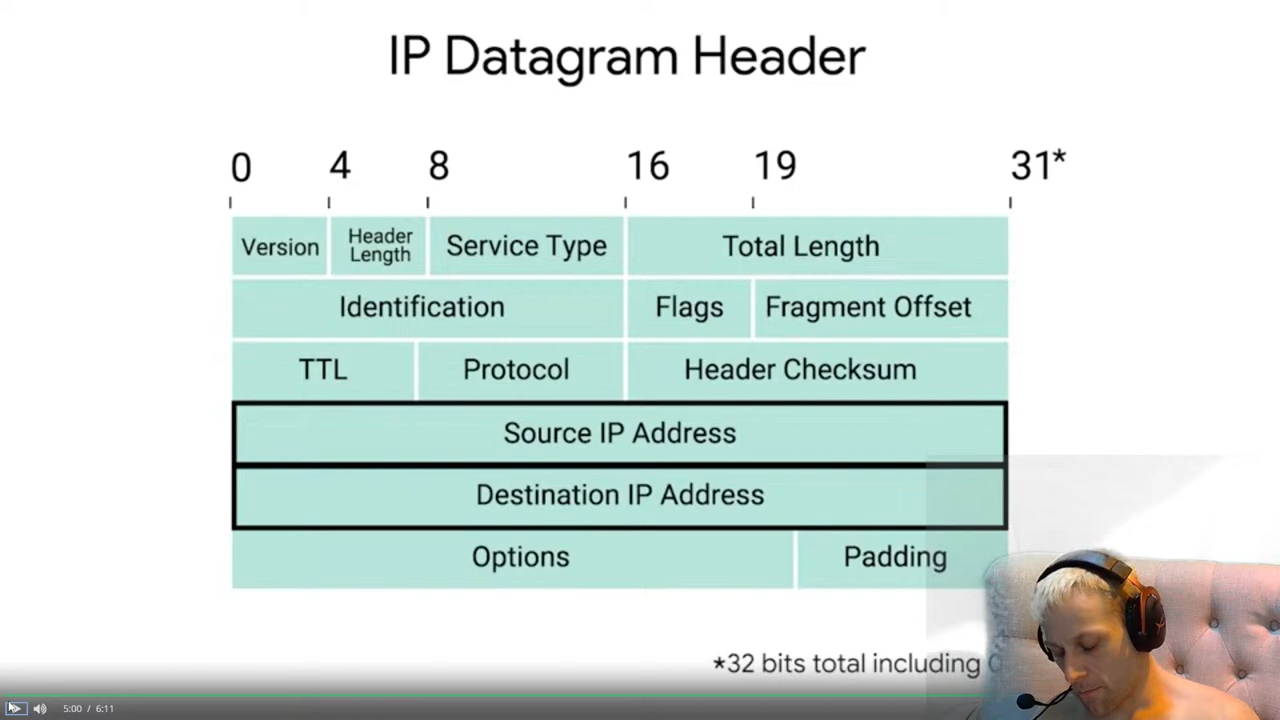 IP Datagram Header
0 4 8 16 19 31*
Version Header Length Service Type Total Length
Identification Flags Fragment Offset
TTL Protocol Header Checksum
Source IP Address
Destination IP Address
Options Padding
*32 bits total including
5:00 / 6:11